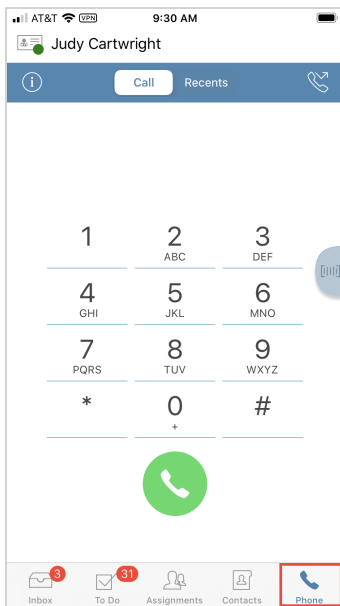 AT&T VPN 9:30 AM
Judy Cartwright
Call Recents
1 2 3
ABC DEF
4 5 6
GHI JKL MNO
7 8 9
PQRS TUV WXYZ
* 0 #
+
3 31
Inbox To Do Assignments Contacts Phone